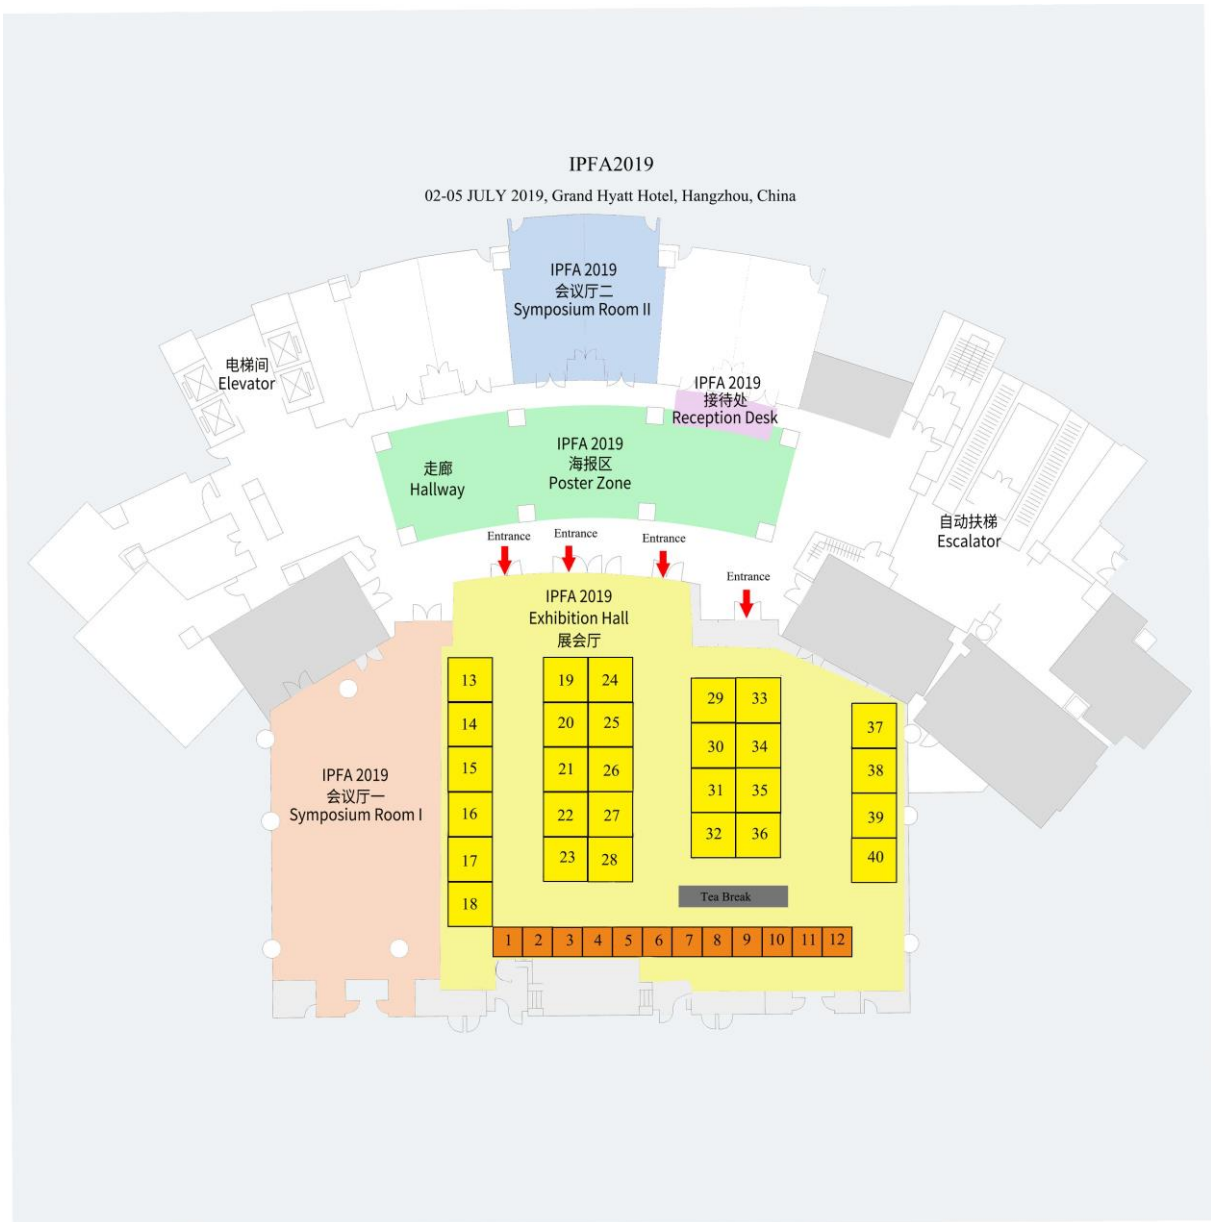 IPFA2019
02-05 JULY 2019, Grand Hyatt Hotel, Hangzhou, China
IPFA 2019
会议厅二
Symposium Room II
电梯间
Elevator
IPFA 2019
接待处
Reception Desk
走廊
Hallway
IPFA 2019
海报区
Poster Zone
自动扶梯
Escalator
Entrance
Entrance
Entrance
Entrance
IPFA 2019
Exhibition Hall
展会厅
IPFA 2019
会议厅一
Symposium Room I
13
14
15
16
17
18
19 24
20 25
21 26
22 27
23 28
29 33
30 34
31 35
32 36
37
38
39
40
Tea Break
1 2 3 4 5 6 7 8 9 10 11 12